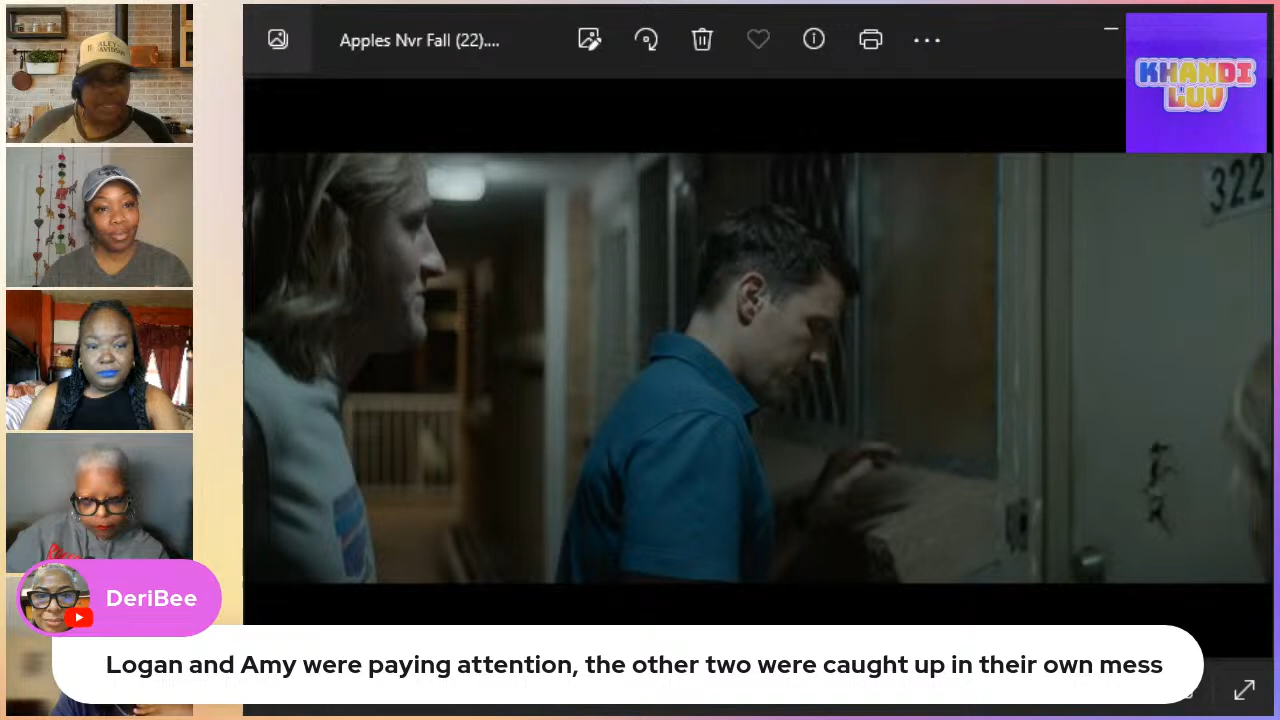 Apples Nvr Fall (22)....
KHANDI
LUV
322
DeriBee
Logan and Amy were paying attention, the other two were caught up in their own mess